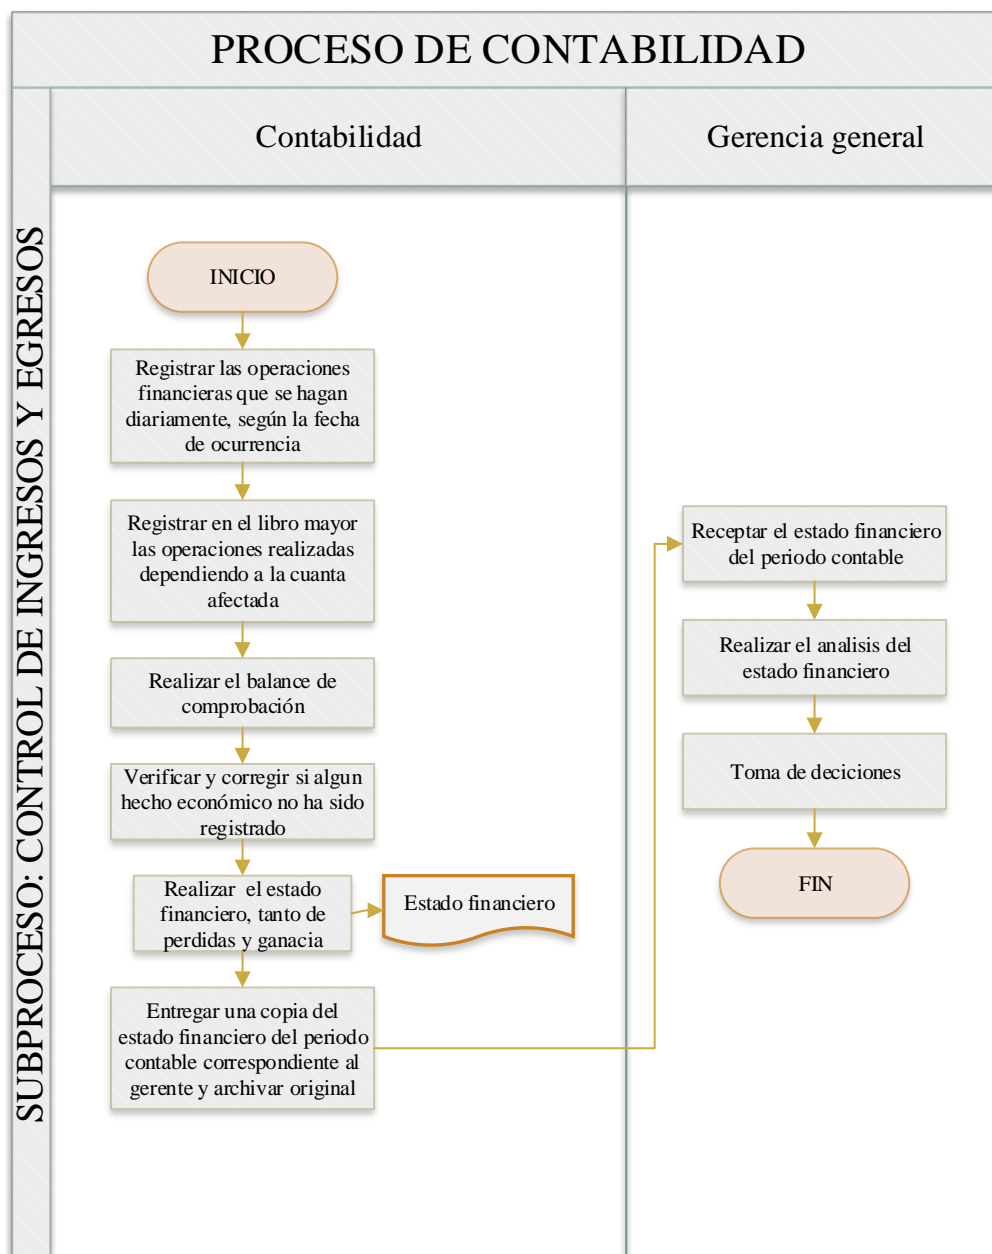 PROCESO DE CONTABILIDAD
SUBPROCESO: CONTROL DE INGRESOS Y EGRESOS
Contabilidad
Gerencia general
INICIO
Registrar las operaciones
financieras que se hagan
diariamente, según la fecha
de ocurrencia
Registrar en el libro mayor
las operaciones realizadas
dependiendo a la cuanta
afectada
Realizar el balance de
comprobación
Verificar y corregir si algun
hecho económico no ha sido
registrado
Realizar el estado
financiero, tanto de
perdidas y ganacia
Estado financiero
Entregar una copia del
estado financiero del periodo
contable correspondiente al
gerente y archivar original
Receptar el estado financiero
del periodo contable
Realizar el analisis del
estado financiero
Toma de deciciones
FIN